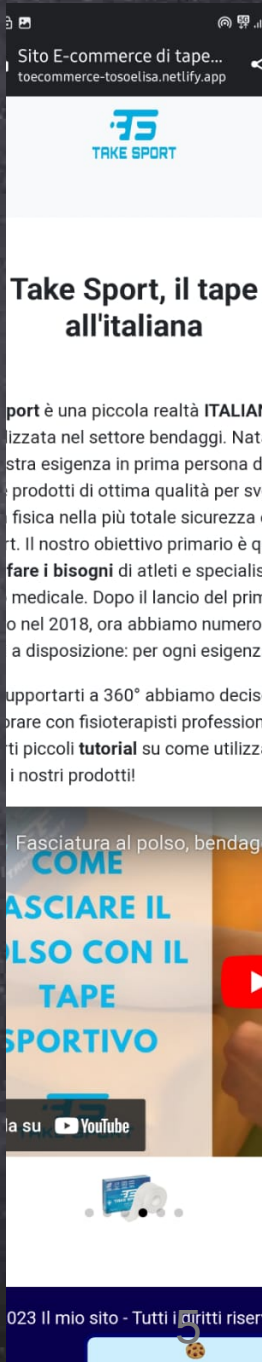 5G
Sito E-commerce di tape...
toecommerce-tosoelisa.netlify.app
TAKE SPORT
Take Sport, il tape
all'italiana
port è una piccola realtà ITALIAN
lizzata nel settore bendaggi. Nat
stra esigenza in prima persona d
prodotti di ottima qualità per sv
fisica nella più totale sicurezza
rt. Il nostro obiettivo primario è q
fare i bisogni di atleti e specialis
medicale. Dopo il lancio del prim
o nel 2018, ora abbiamo numero
a disposizione: per ogni esigenz
upportarti a 360° abbiamo decis
orare con fisioterapisti profession
rti piccoli tutorial su come utilizza
i nostri prodotti!
Fasciatura al polso, bendag
COME
ASCIARE IL
LSO CON IL
TAPE
SPORTIVO
la su YouTube
023 Il mio sito - Tutti i diritti riser
5